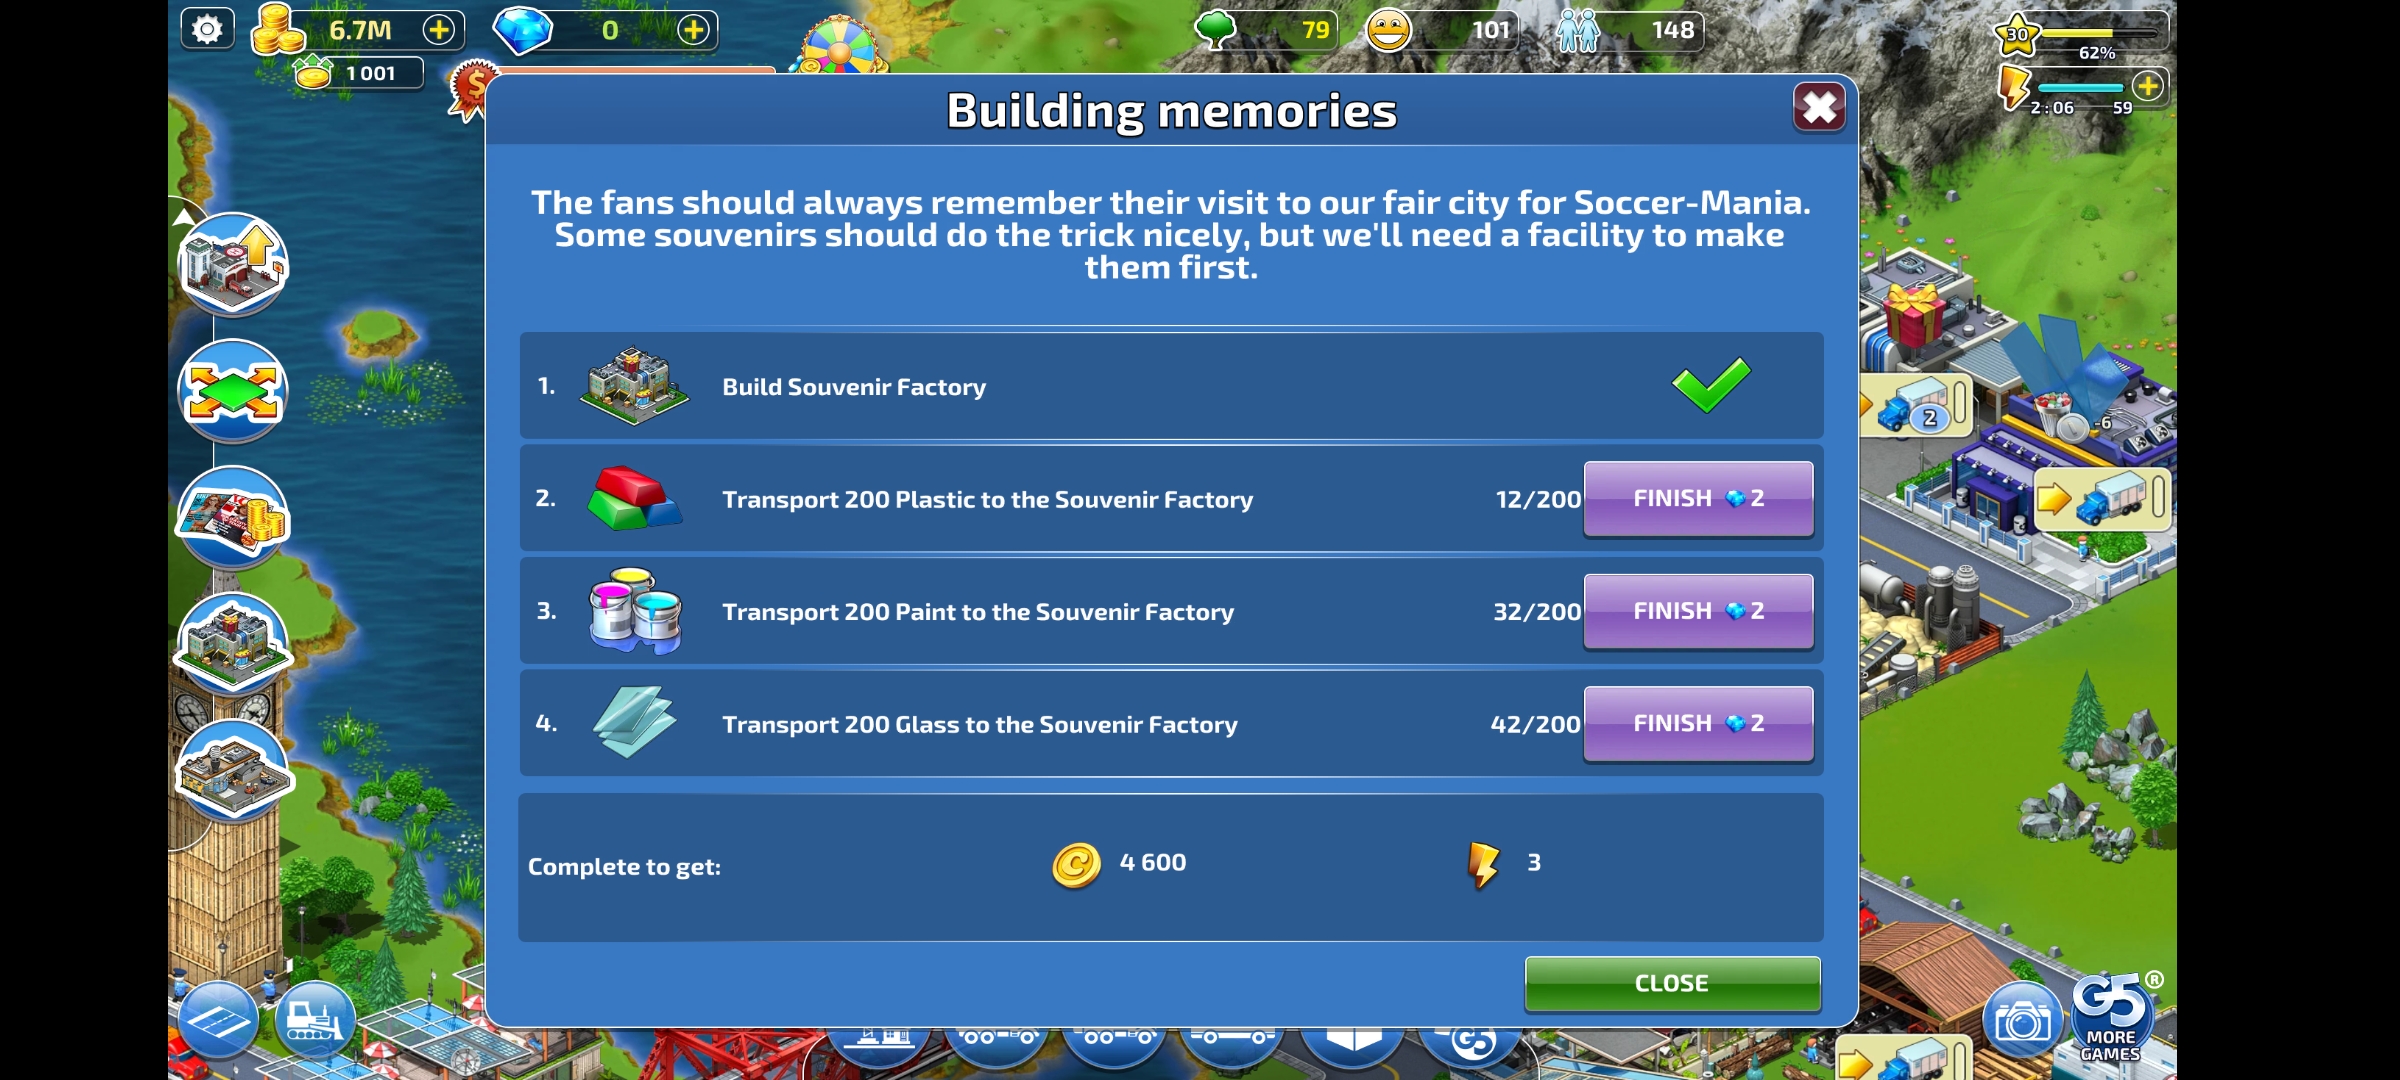 6.7M
0
79
101
148
30
62%
1 001
$
2:06
59
Building memories
The fans should always remember their visit to our fair city for Soccer-Mania.
Some souvenirs should do the trick nicely, but we'll need a facility to make
them first.
1.
Build Souvenir Factory
2
-6
2.
Transport 200 Plastic to the Souvenir Factory
12/200
FINISH 2
3.
Transport 200 Paint to the Souvenir Factory
32/200
FINISH 2
4.
Transport 200 Glass to the Souvenir Factory
42/200
FINISH 2
Complete to get:
4 600
3
CLOSE
G5
G5®
MORE
GAMES